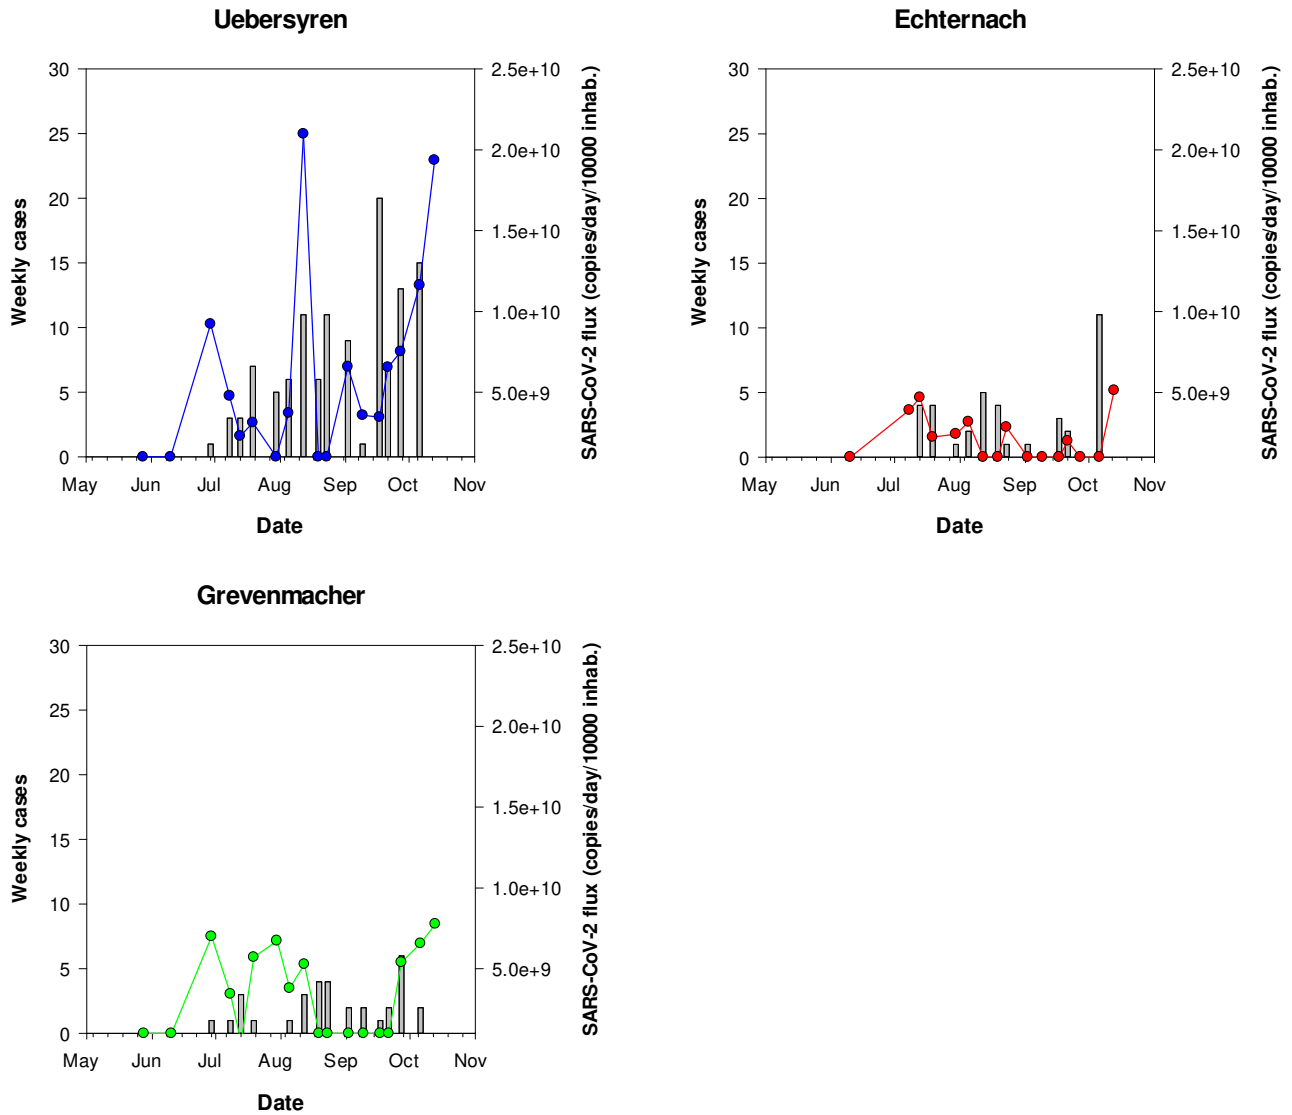 Uebersyren
30
25
20
15
10
5
0
Weekly cases
2.5e+10
2.0e+10
1.5e+10
1.0e+10
5.0e+9
SARS-CoV-2 flux (copies/day/10000 inhab.)
May Jun Jul Aug Sep Oct Nov
Date
Echternach
30
25
20
15
10
5
0
Weekly cases
2.5e+10
2.0e+10
1.5e+10
1.0e+10
5.0e+9
SARS-CoV-2 flux (copies/day/10000 inhab.)
May Jun Jul Aug Sep Oct Nov
Date
Grevenmacher
30
25
20
15
10
5
0
Weekly cases
2.5e+10
2.0e+10
1.5e+10
1.0e+10
5.0e+9
SARS-CoV-2 flux (copies/day/10000 inhab.)
May Jun Jul Aug Sep Oct Nov
Date